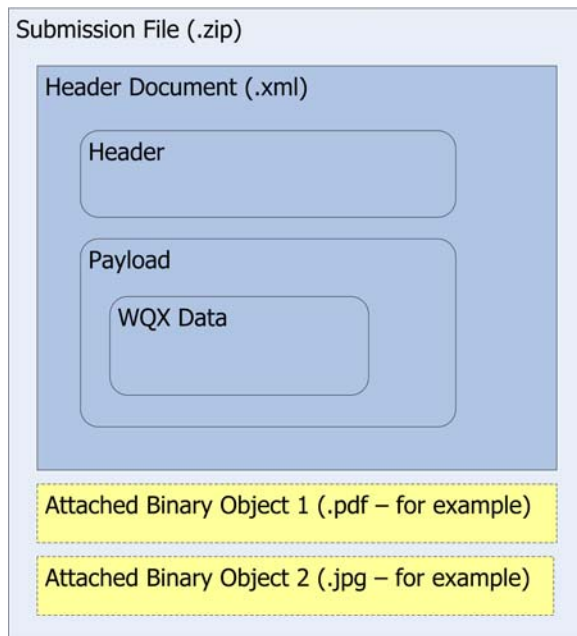 Submission File (.zip)
Header Document (.xml)
Header
Payload
WQX Data
Attached Binary Object 1 (.pdf – for example)
Attached Binary Object 2 (.jpg – for example)